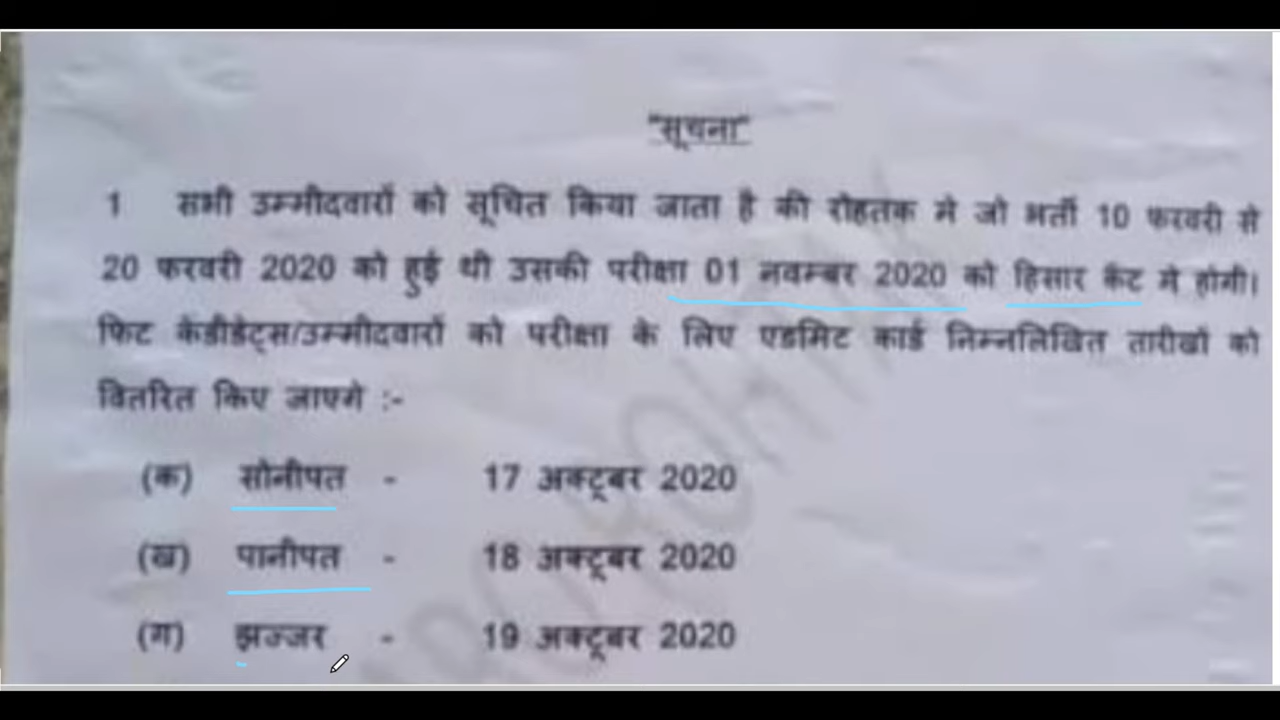 "सूचना"
1 सभी उम्मीदवारों को सूचित किया जाता है की रोहतक मे जो भर्ती 10 फरवरी से
20 फरवरी 2020 को हुई थी उसकी परीक्षा 01 नवम्बर 2020 को हिसार कैंट मे होगी।
फिट केंडीडेट्स/उम्मीदवारों को परीक्षा के लिए एडमिट कार्ड निम्नलिखित तारीखों को
वितरित किए जाएगे :-
(क) सोनीपत - 17 अक्टूबर 2020
(ख) पानीपत - 18 अक्टूबर 2020
(ग) झज्जर - 19 अक्टूबर 2020